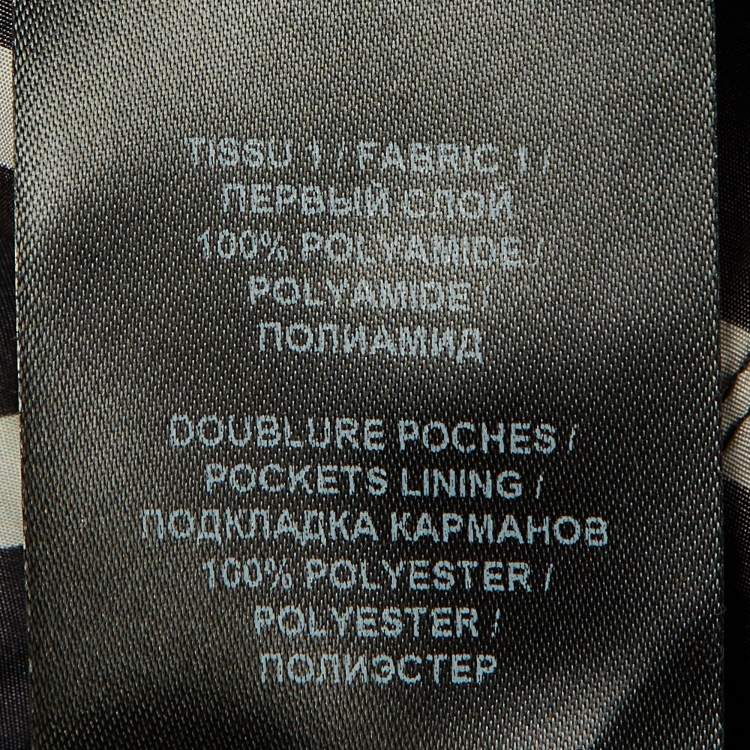 TISSU 1 / FABRIC 1 /
ПЕРВЫЙ СЛОЙ
100% POLYAMIDE /
POLYAMIDE /
ПОЛИАМИД
DOUBLURE POCHES /
POCKETS LINING /
ПОДКЛАДКА КАРМАНОВ
100% POLYESTER /
POLYESTER /
ПОЛИЭСТЕР